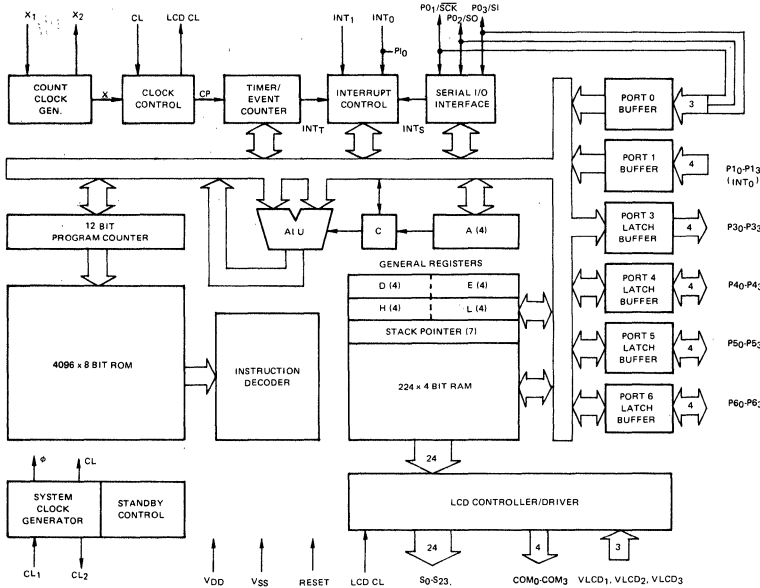 X1 X2 CL LCD CL INT1 INT0 PI0 P01/SCK P02/SO P03/SI
COUNT CLOCK GEN.
X
CLOCK CONTROL
CP
TIMER/ EVENT COUNTER
INTERRUPT CONTROL
SERIAL I/O INTERFACE
INTT INTS
PORT 0 BUFFER
3
PORT 1 BUFFER
4
P10-P13
(INT0)
12 BIT
PROGRAM COUNTER
ALU
C
A (4)
PORT 3 LATCH BUFFER
4
P30-P33
GENERAL REGISTERS
D (4) E (4)
H (4) L (4)
STACK POINTER (7)
PORT 4 LATCH BUFFER
4
P40-P43
4096 x 8 BIT ROM
INSTRUCTION DECODER
224 x 4 BIT RAM
PORT 5 LATCH BUFFER
4
P50-P53
PORT 6 LATCH BUFFER
4
P60-P63
ϕ CL
24
SYSTEM CLOCK GENERATOR
STANDBY CONTROL
LCD CONTROLLER/DRIVER
24 4 3
CL1 CL2 VDD VSS RESET LCD CL S0-S23, COM0-COM3 VLCD1, VLCD2, VLCD3